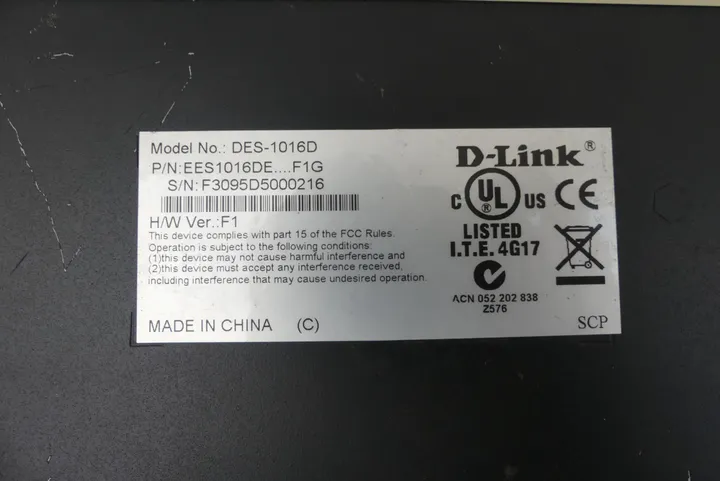 Model No.: DES-1016D
P/N:EES1016DE....F1G
S/N:F3095D5000216
H/W Ver.:F1
This device complies with part 15 of the FCC Rules.
Operation is subject to the following conditions:
(1)this device may not cause harmful interference and
(2)this device must accept any interference received,
including interference that may cause undesired operation.
MADE IN CHINA (C)
D-Link®
C UL® US CE
LISTED
I.T.E. 4G17
ACN 052 202 838
Z576
SCP